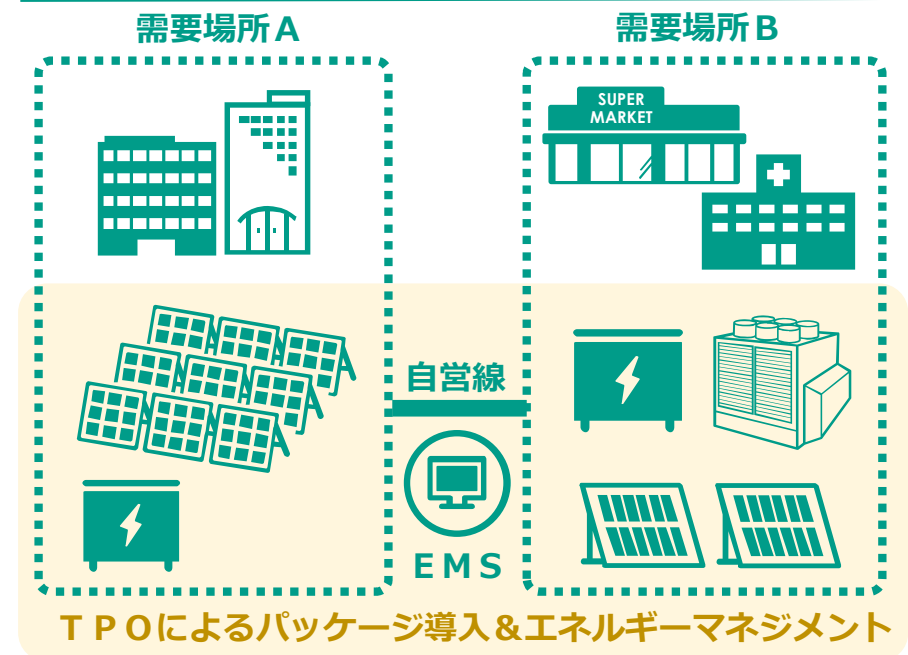 需要場所A
需要場所B
SUPER
MARKET
自営線
EMS
TPOによるパッケージ導入&エネルギーマネジメント